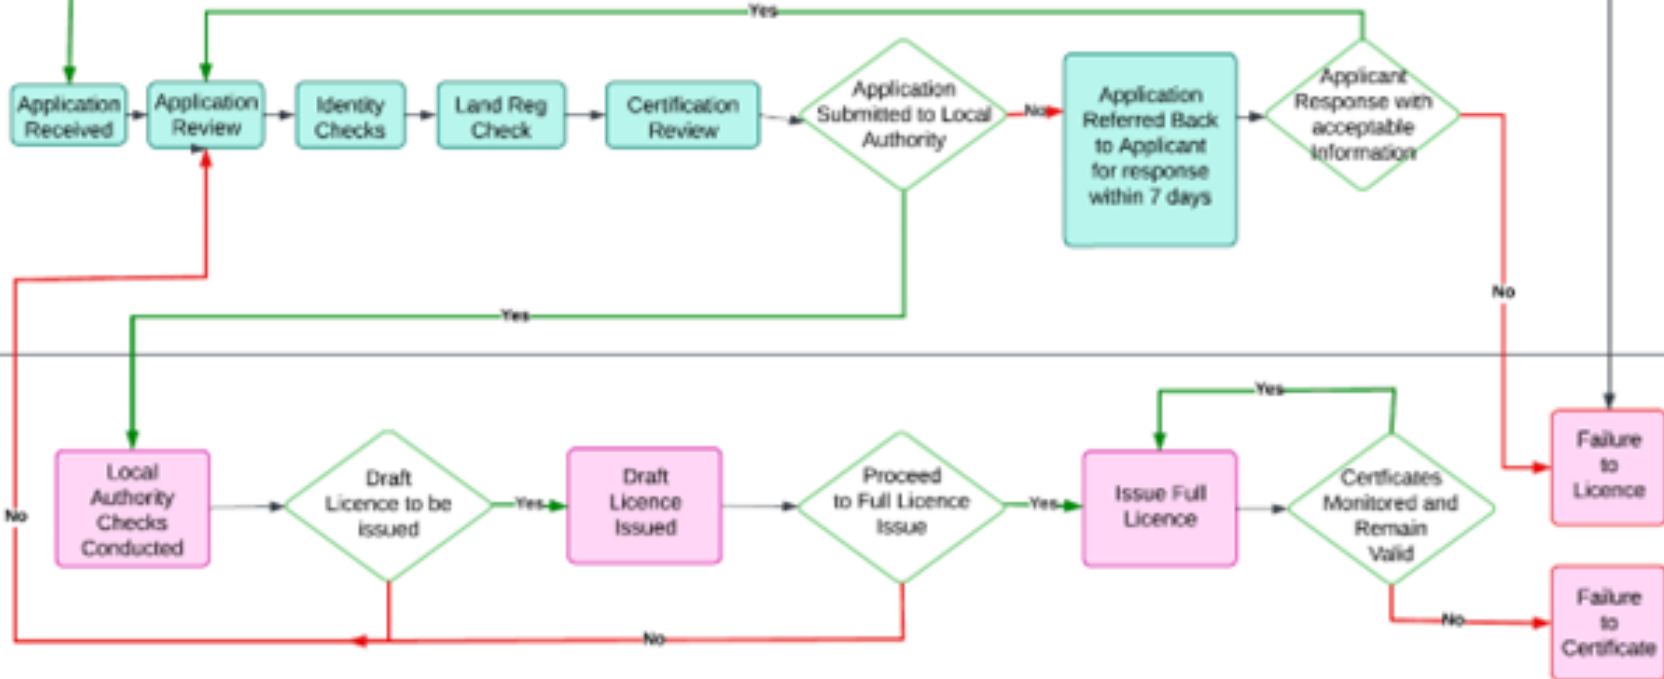 Yes
Application
Received
Application
Review
Identity
Checks
Land Reg
Check
Certification
Review
Application
Submitted to Local
Authority
No
Application
Referred Back
to Applicant
for response
within 7 days
Applicant
Response with
acceptable
Information
No
Yes
Yes
Local
Authority
Checks
Conducted
Draft
Licence to be
issued
Yes
Draft
Licence
Issued
Proceed
to Full Licence
Issue
Yes
Issue Full
Licence
Certficates
Monitored and
Remain
Valid
Failure
to
Licence
No
No
No
Failure
to
Certificate